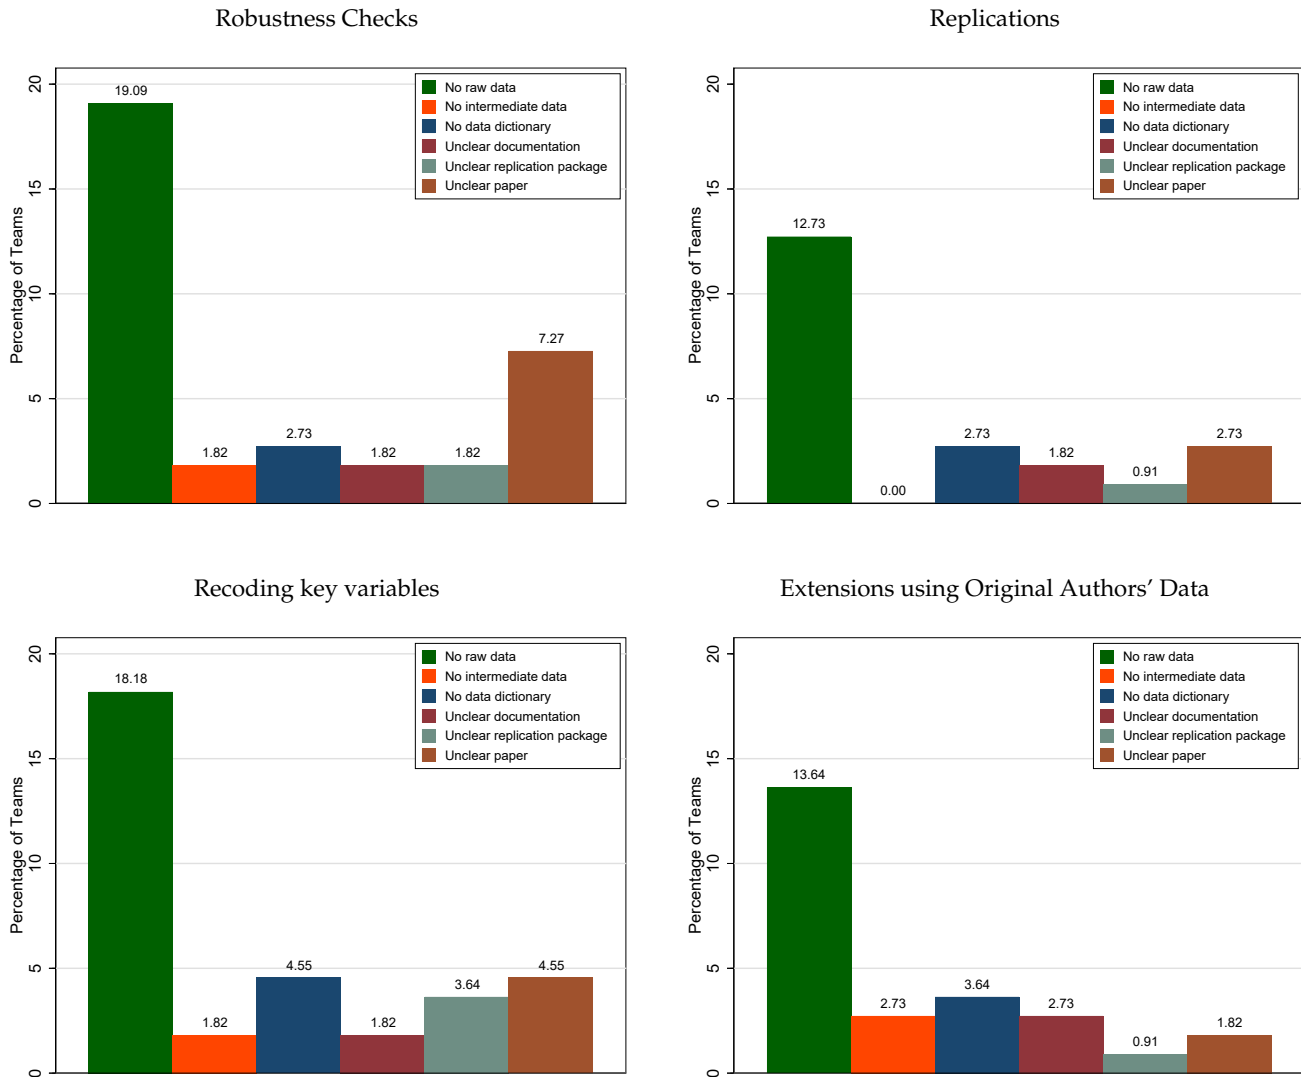 Robustness Checks
Percentage of Teams
20
15
10
5
0
19.09
1.82
2.73
1.82
1.82
7.27
No raw data
No intermediate data
No data dictionary
Unclear documentation
Unclear replication package
Unclear paper
Replications
Percentage of Teams
20
15
10
5
0
12.73
0.00
2.73
1.82
0.91
2.73
No raw data
No intermediate data
No data dictionary
Unclear documentation
Unclear replication package
Unclear paper
Recoding key variables
Percentage of Teams
20
15
10
5
0
18.18
1.82
4.55
1.82
3.64
4.55
No raw data
No intermediate data
No data dictionary
Unclear documentation
Unclear replication package
Unclear paper
Extensions using Original Authors’ Data
Percentage of Teams
20
15
10
5
0
13.64
2.73
3.64
2.73
0.91
1.82
No raw data
No intermediate data
No data dictionary
Unclear documentation
Unclear replication package
Unclear paper